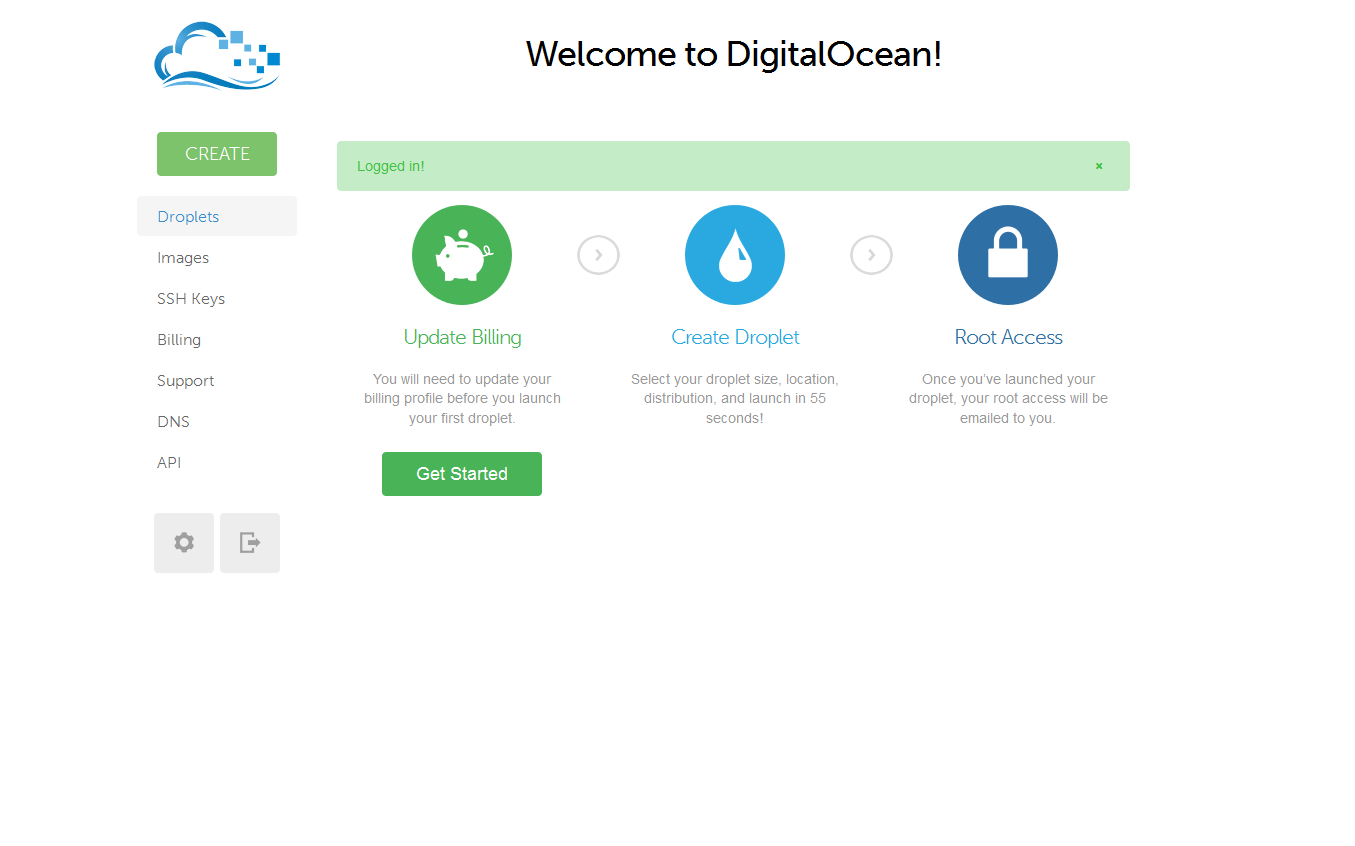 Welcome to DigitalOcean!
CREATE
Droplets
Images
SSH Keys
Billing
Support
DNS
API
Logged in!
×
Update Billing
You will need to update your
billing profile before you launch
your first droplet.
Get Started
Create Droplet
Select your droplet size, location,
distribution, and launch in 55
seconds!
Root Access
Once you’ve launched your
droplet, your root access will be
emailed to you.